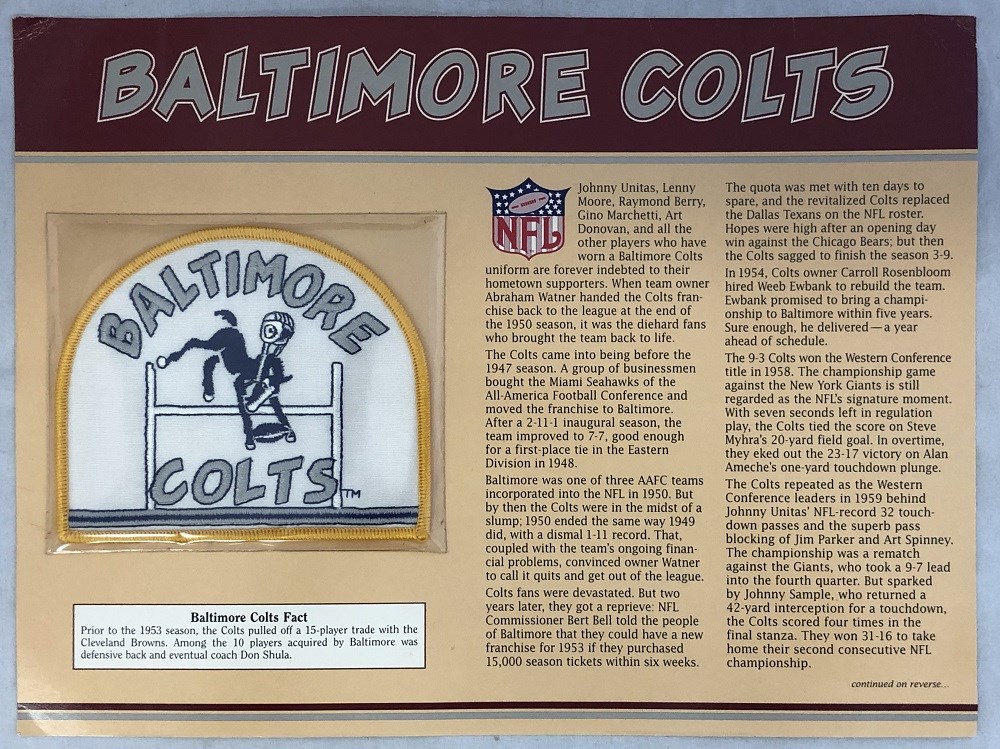 BALTIMORE COLTS
BALTIMORE
COLTS
TM
Baltimore Colts Fact
Prior to the 1953 season, the Colts pulled off a 15-player trade with the
Cleveland Browns. Among the 10 players acquired by Baltimore was
defensive back and eventual coach Don Shula.
NFL
Johnny Unitas, Lenny
Moore, Raymond Berry,
Gino Marchetti, Art
Donovan, and all the
other players who have
worn a Baltimore Colts
uniform are forever indebted to their
hometown supporters. When team owner
Abraham Watner handed the Colts fran-
chise back to the league at the end of
the 1950 season, it was the diehard fans
who brought the team back to life.
The Colts came into being before the
1947 season. A group of businessmen
bought the Miami Seahawks of the
All-America Football Conference and
moved the franchise to Baltimore.
After a 2-11-1 inaugural season, the
team improved to 7-7, good enough
for a first-place tie in the Eastern
Division in 1948.
Baltimore was one of three AAFC teams
incorporated into the NFL in 1950. But
by then the Colts were in the midst of a
slump; 1950 ended the same way 1949
did, with a dismal 1-11 record. That,
coupled with the team's ongoing finan-
cial problems, convinced owner Watner
to call it quits and get out of the league.
Colts fans were devastated. But two
years later, they got a reprieve: NFL
Commissioner Bert Bell told the people
of Baltimore that they could have a new
franchise for 1953 if they purchased
15,000 season tickets within six weeks.
The quota was met with ten days to
spare, and the revitalized Colts replaced
the Dallas Texans on the NFL roster.
Hopes were high after an opening day
win against the Chicago Bears; but then
the Colts sagged to finish the season 3-9.
In 1954, Colts owner Carroll Rosenbloom
hired Weeb Ewbank to rebuild the team.
Ewbank promised to bring a champi-
onship to Baltimore within five years.
Sure enough, he delivered — a year
ahead of schedule.
The 9-3 Colts won the Western Conference
title in 1958. The championship game
against the New York Giants is still
regarded as the NFL's signature moment.
With seven seconds left in regulation
play, the Colts tied the score on Steve
Myhra's 20-yard field goal. In overtime,
they eked out the 23-17 victory on Alan
Ameche's one-yard touchdown plunge.
The Colts repeated as the Western
Conference leaders in 1959 behind
Johnny Unitas' NFL-record 32 touch-
down passes and the superb pass
blocking of Jim Parker and Art Spinney.
The championship was a rematch
against the Giants, who took a 9-7 lead
into the fourth quarter. But sparked
by Johnny Sample, who returned a
42-yard interception for a touchdown,
the Colts scored four times in the
final stanza. They won 31-16 to take
home their second consecutive NFL
championship.
continued on reverse...